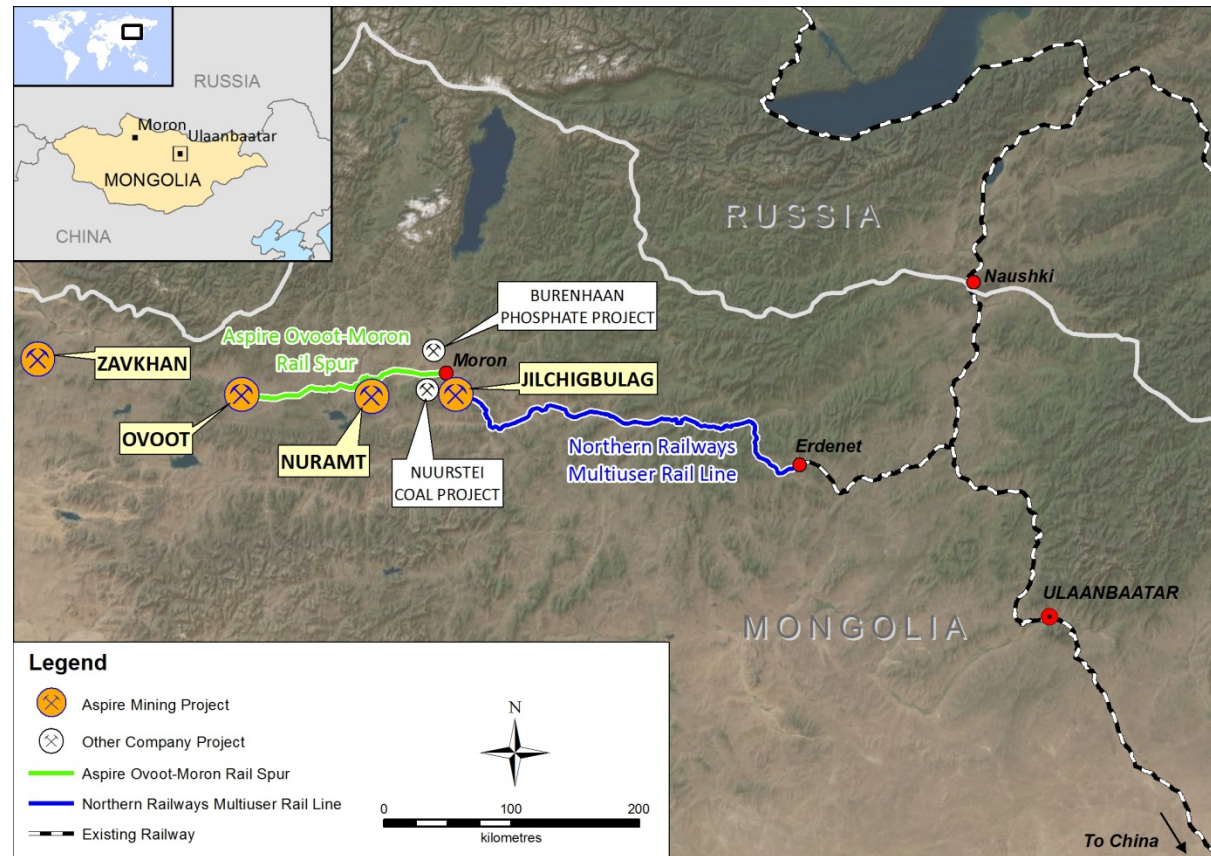 RUSSIA
Moron
Ulaanbaatar
MONGOLIA
CHINA
RUSSIA
Naushki
BURENHAAN
PHOSPHATE PROJECT
Aspire Ovoot-Moron
Rail Spur
ZAVKHAN
Moron
JILCHIGBULAG
OVOOT
NURAMT
NUURSTEI
COAL PROJECT
Northern Railways
Multiuser Rail Line
Erdenet
ULAANBAATAR
MONGOLIA
Legend
Aspire Mining Project
Other Company Project
Aspire Ovoot-Moron Rail Spur
Northern Railways Multiuser Rail Line
Existing Railway
N
0 100 200
kilometres
To China